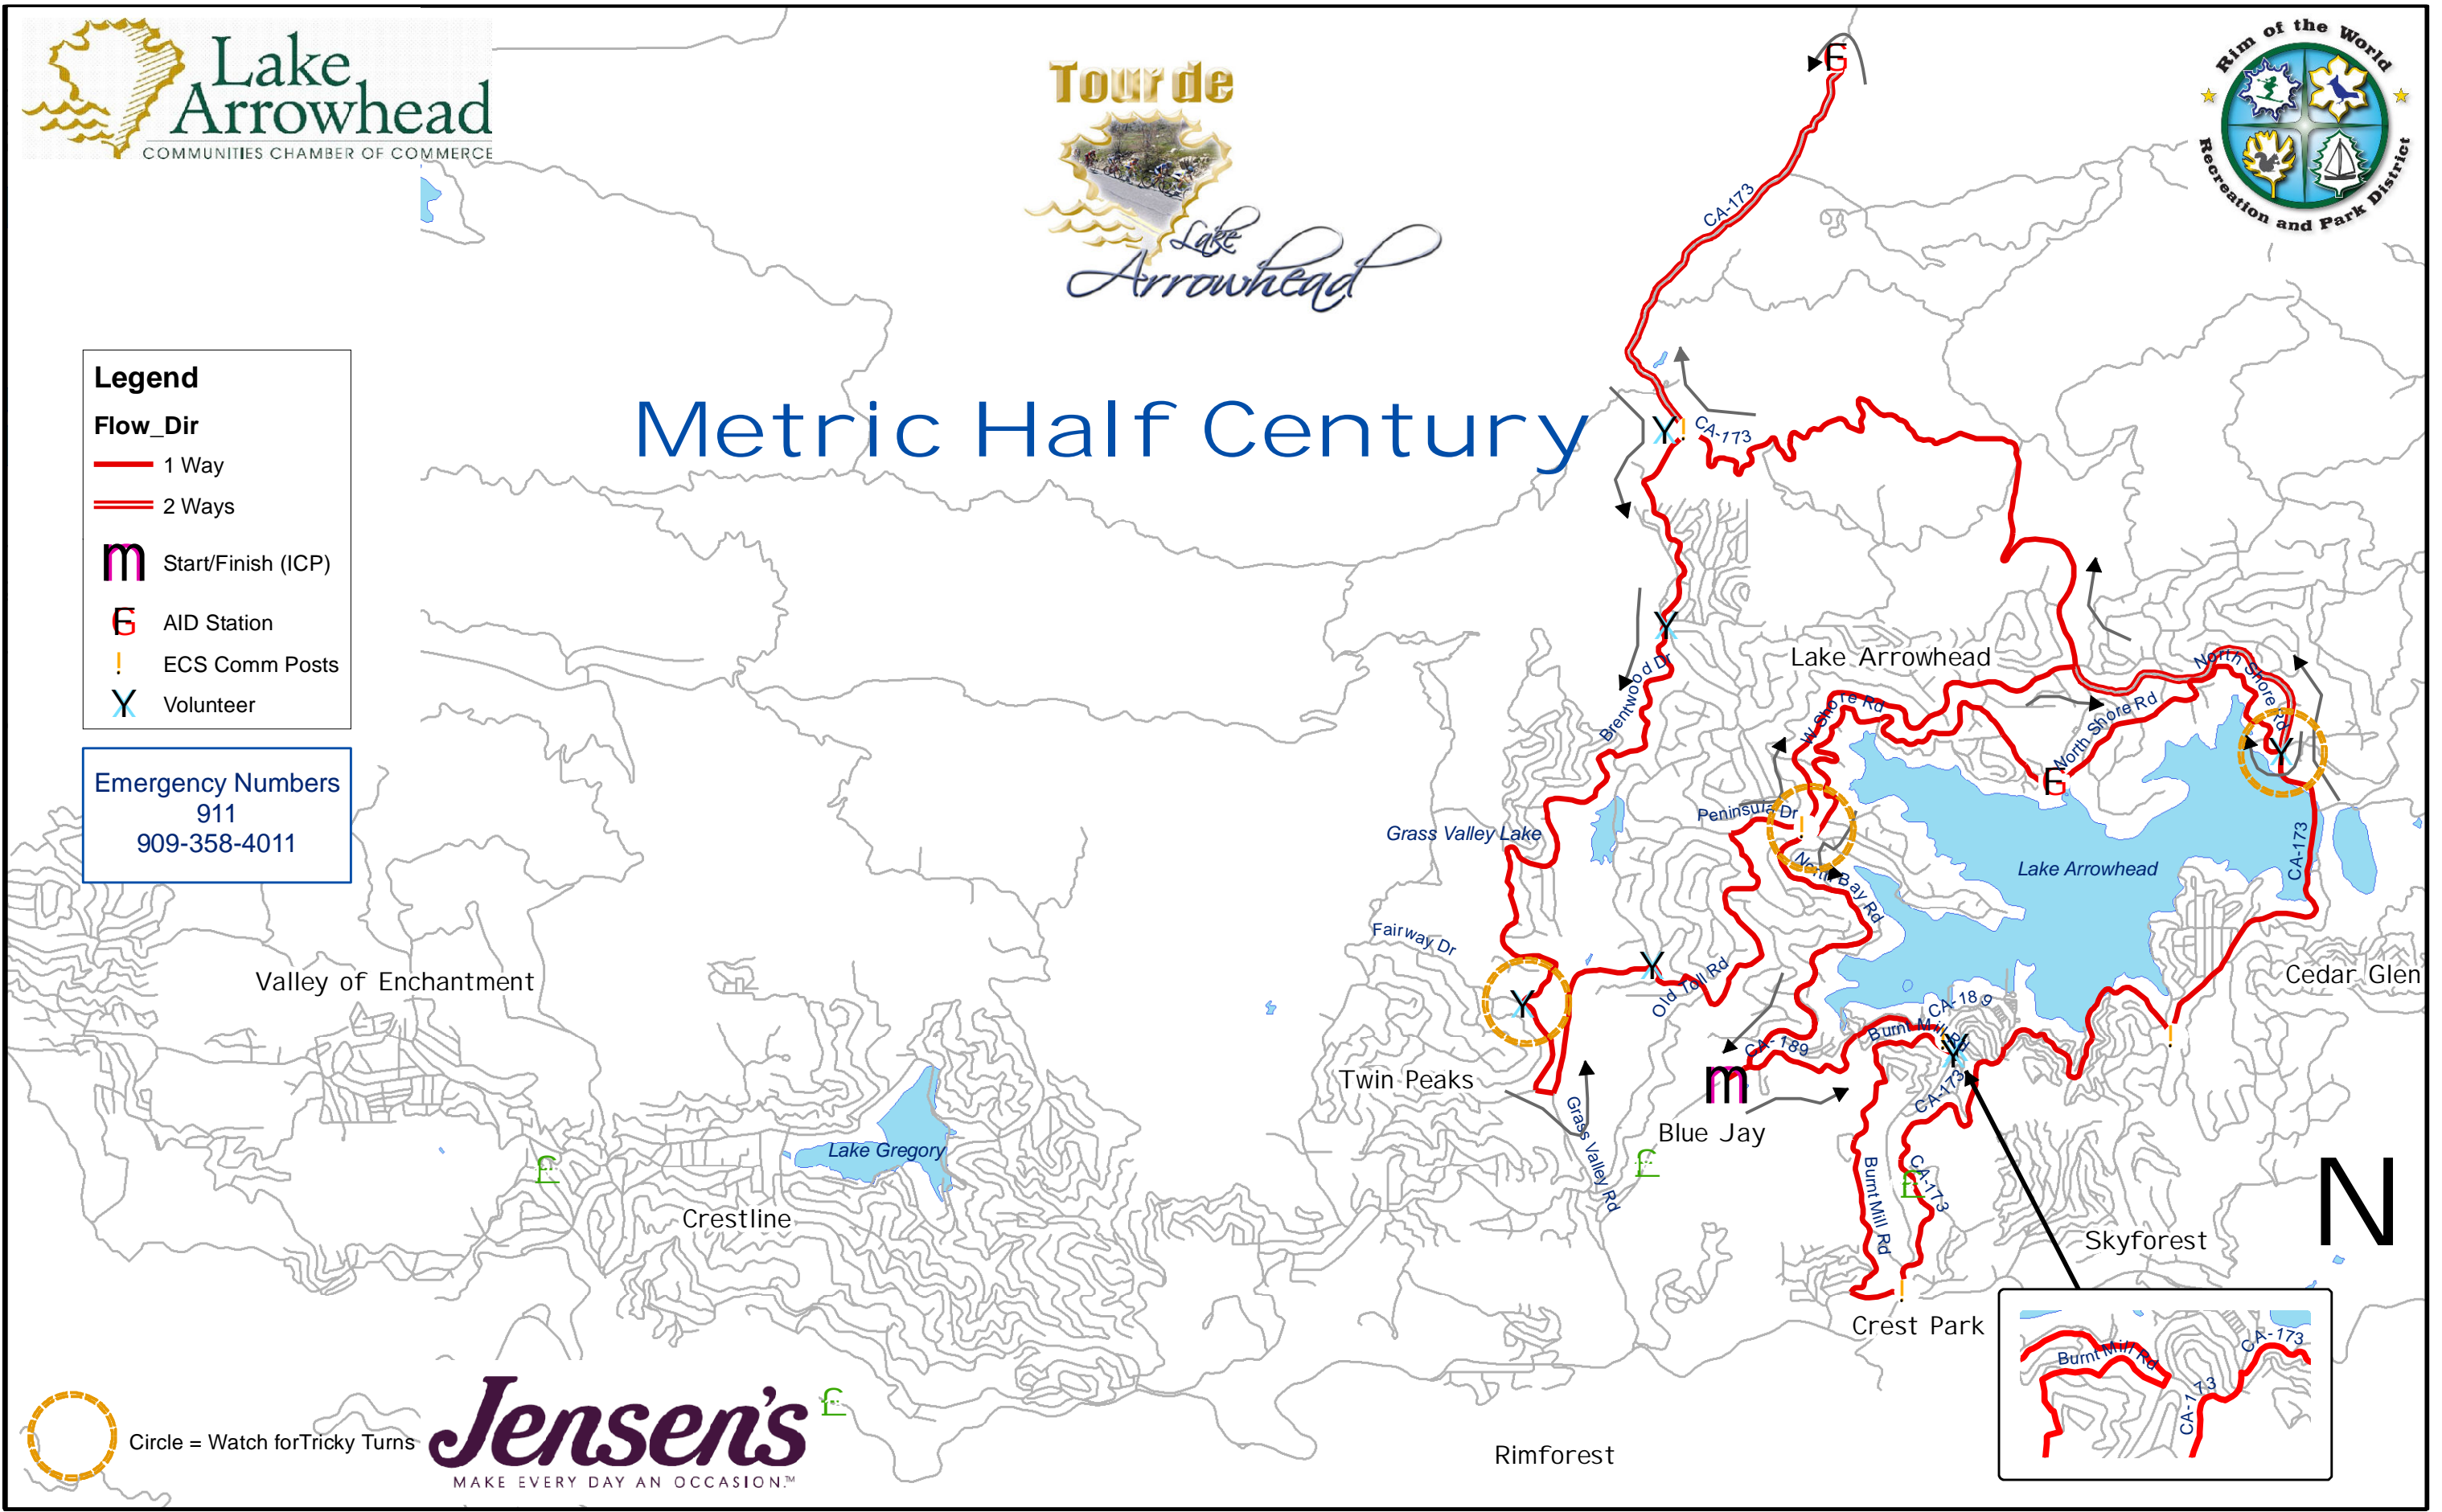 Lake
Arrowhead
COMMUNITIES CHAMBER OF COMMERCE
Tour de
Lake
Arrowhead
Rim of the World
Recreation and Park District
Metric Half Century
Legend
Flow_Dir
1 Way
2 Ways
m Start/Finish (ICP)
AID Station
! ECS Comm Posts
Y Volunteer
Emergency Numbers
911
909-358-4011
CA-173
CA-173
Y !
Y
Lake Arrowhead
North Shore Rd
North Shore Rd
W Shore Rd
North Shore Rd
Brentwood Dr
Y
Peninsula Dr
!
Grass Valley Lake
North Bay Rd
Lake Arrowhead
CA-173
Fairway Dr
Y
Y
Old Toll Rd
Cedar Glen
Valley of Enchantment
CA-189
Burnt Mill Rd
CA-189
Y
!
Twin Peaks
m
CA-173
Blue Jay
Grass Valley Rd
£
£
Lake Gregory
Burnt Mill Rd
CA-173
£
Crestline
Skyforest
N
!
Crest Park
Burnt Mill Rd
CA-173
CA-173
£
Circle = Watch forTricky Turns
Jensen's
MAKE EVERY DAY AN OCCASION.™
Rimforest